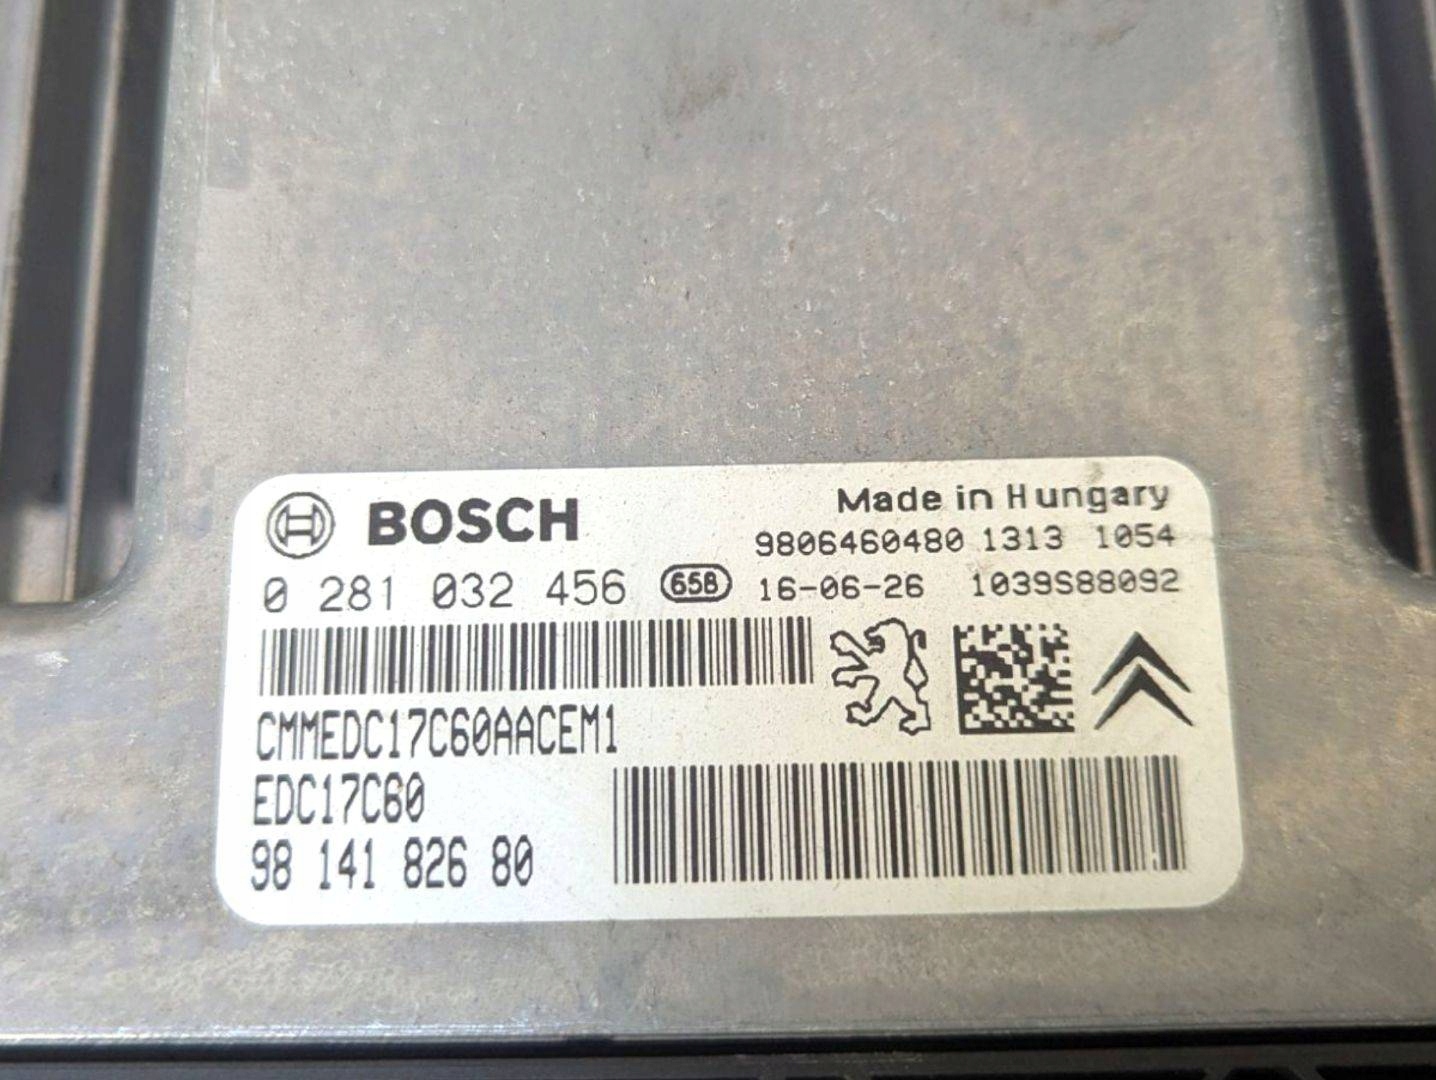 BOSCH
Made in Hungary
9806460480 1313 1054
0 281 032 456 658 16-06-26 1039S88092
CMMEDC17C60AACEM1
EDC17C60
98 141 826 80